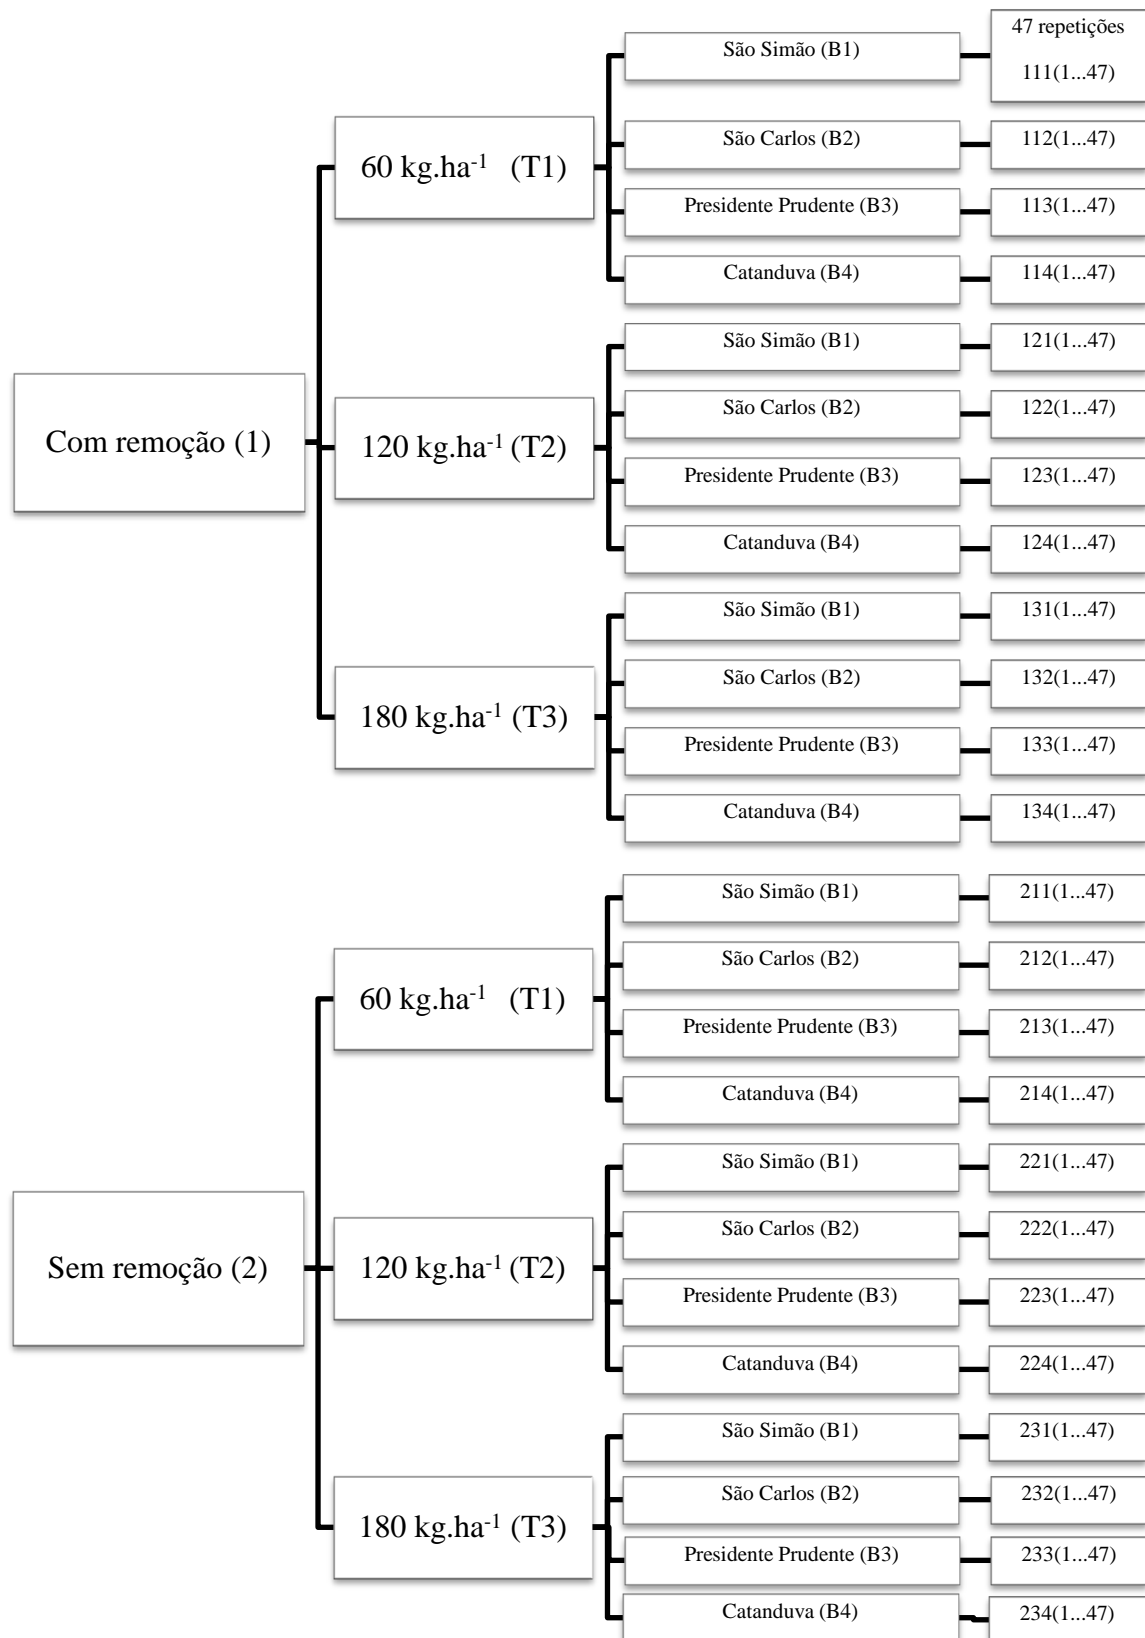 São Simão (B1)
47 repetições
111(1...47)
60 kg.ha-1 (T1)
São Carlos (B2)
112(1...47)
Presidente Prudente (B3)
113(1...47)
Catanduva (B4)
114(1...47)
Com remoção (1)
120 kg.ha-1 (T2)
São Simão (B1)
121(1...47)
São Carlos (B2)
122(1...47)
Presidente Prudente (B3)
123(1...47)
Catanduva (B4)
124(1...47)
180 kg.ha-1 (T3)
São Simão (B1)
131(1...47)
São Carlos (B2)
132(1...47)
Presidente Prudente (B3)
133(1...47)
Catanduva (B4)
134(1...47)
60 kg.ha-1 (T1)
São Simão (B1)
211(1...47)
São Carlos (B2)
212(1...47)
Presidente Prudente (B3)
213(1...47)
Catanduva (B4)
214(1...47)
Sem remoção (2)
120 kg.ha-1 (T2)
São Simão (B1)
221(1...47)
São Carlos (B2)
222(1...47)
Presidente Prudente (B3)
223(1...47)
Catanduva (B4)
224(1...47)
180 kg.ha-1 (T3)
São Simão (B1)
231(1...47)
São Carlos (B2)
232(1...47)
Presidente Prudente (B3)
233(1...47)
Catanduva (B4)
234(1...47)